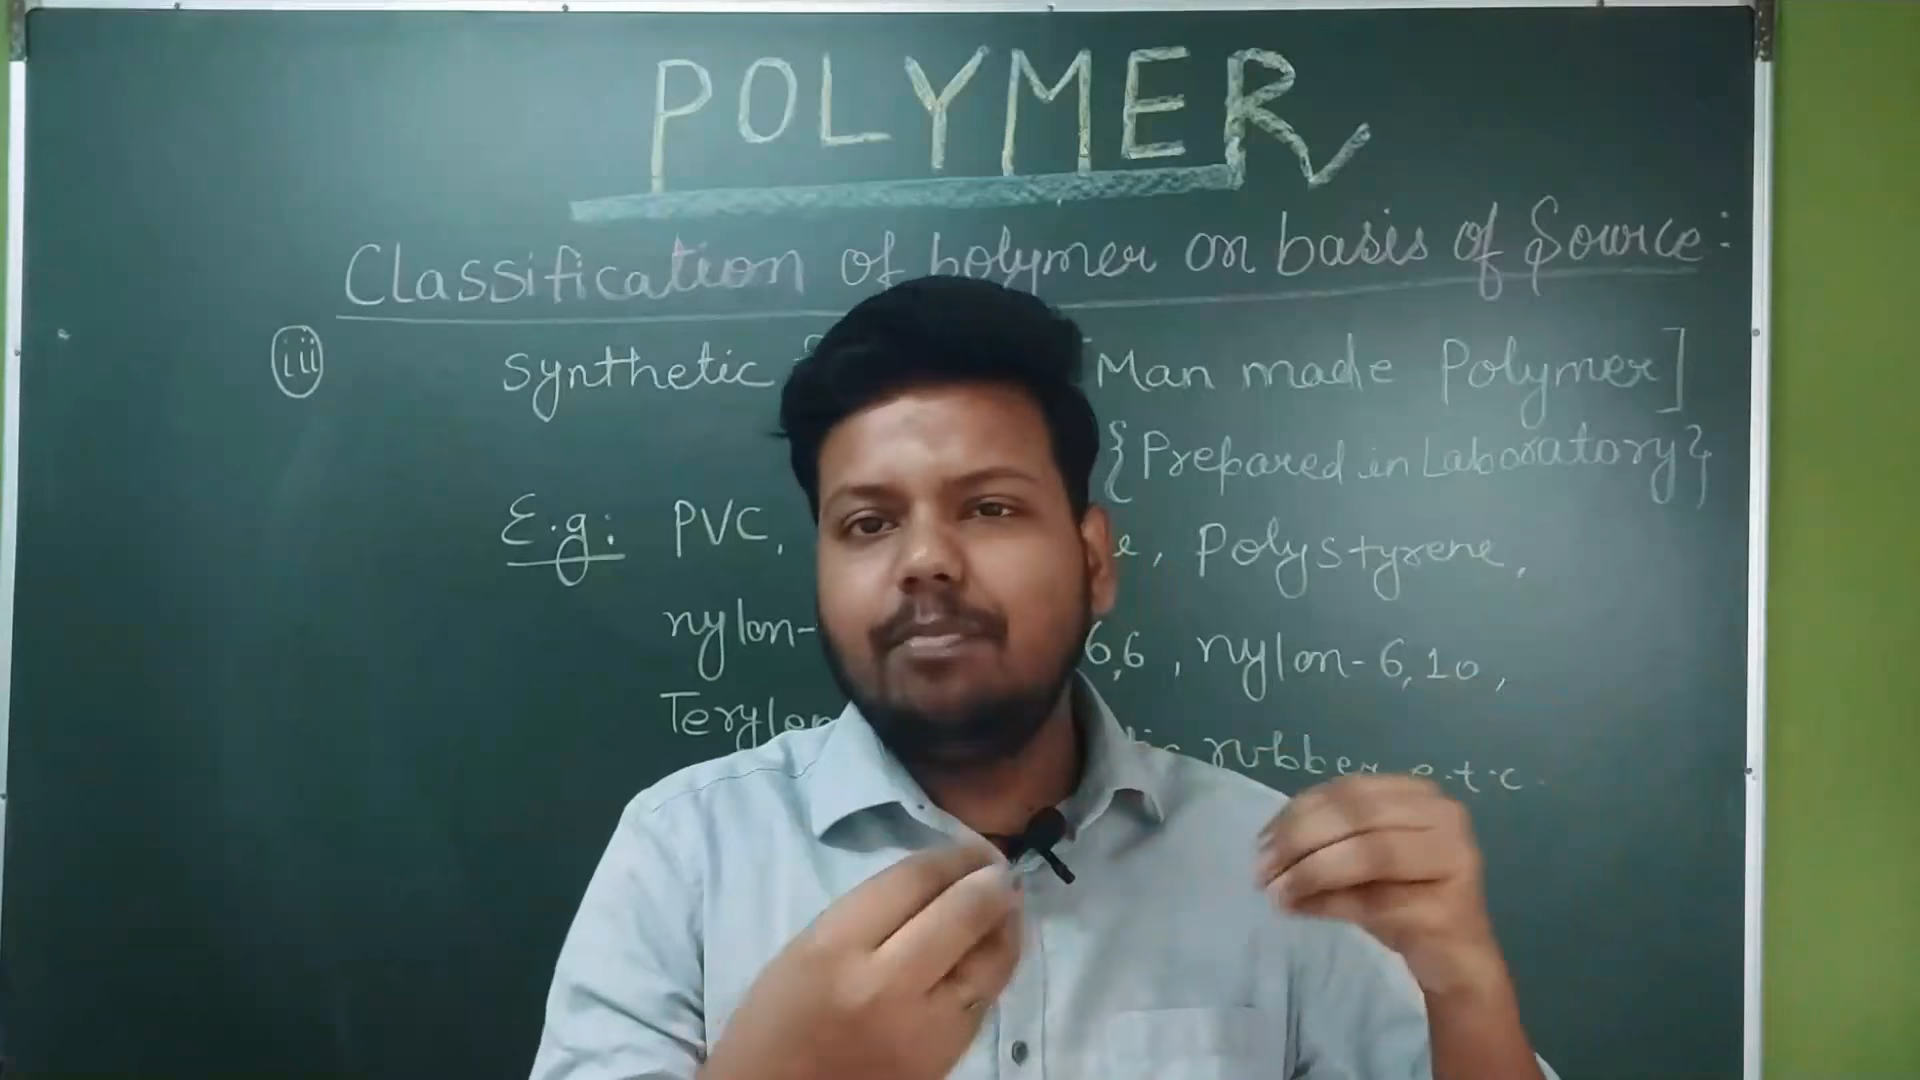 POLYMER
Classification of polymer on basis of Source:
(iii) Synthetic [Man made Polymer]
{Prepared in Laboratory}
E.g: PVC, Polystyrene,
nylon- 6,6, nylon-6,10,
rubber e.t.c.